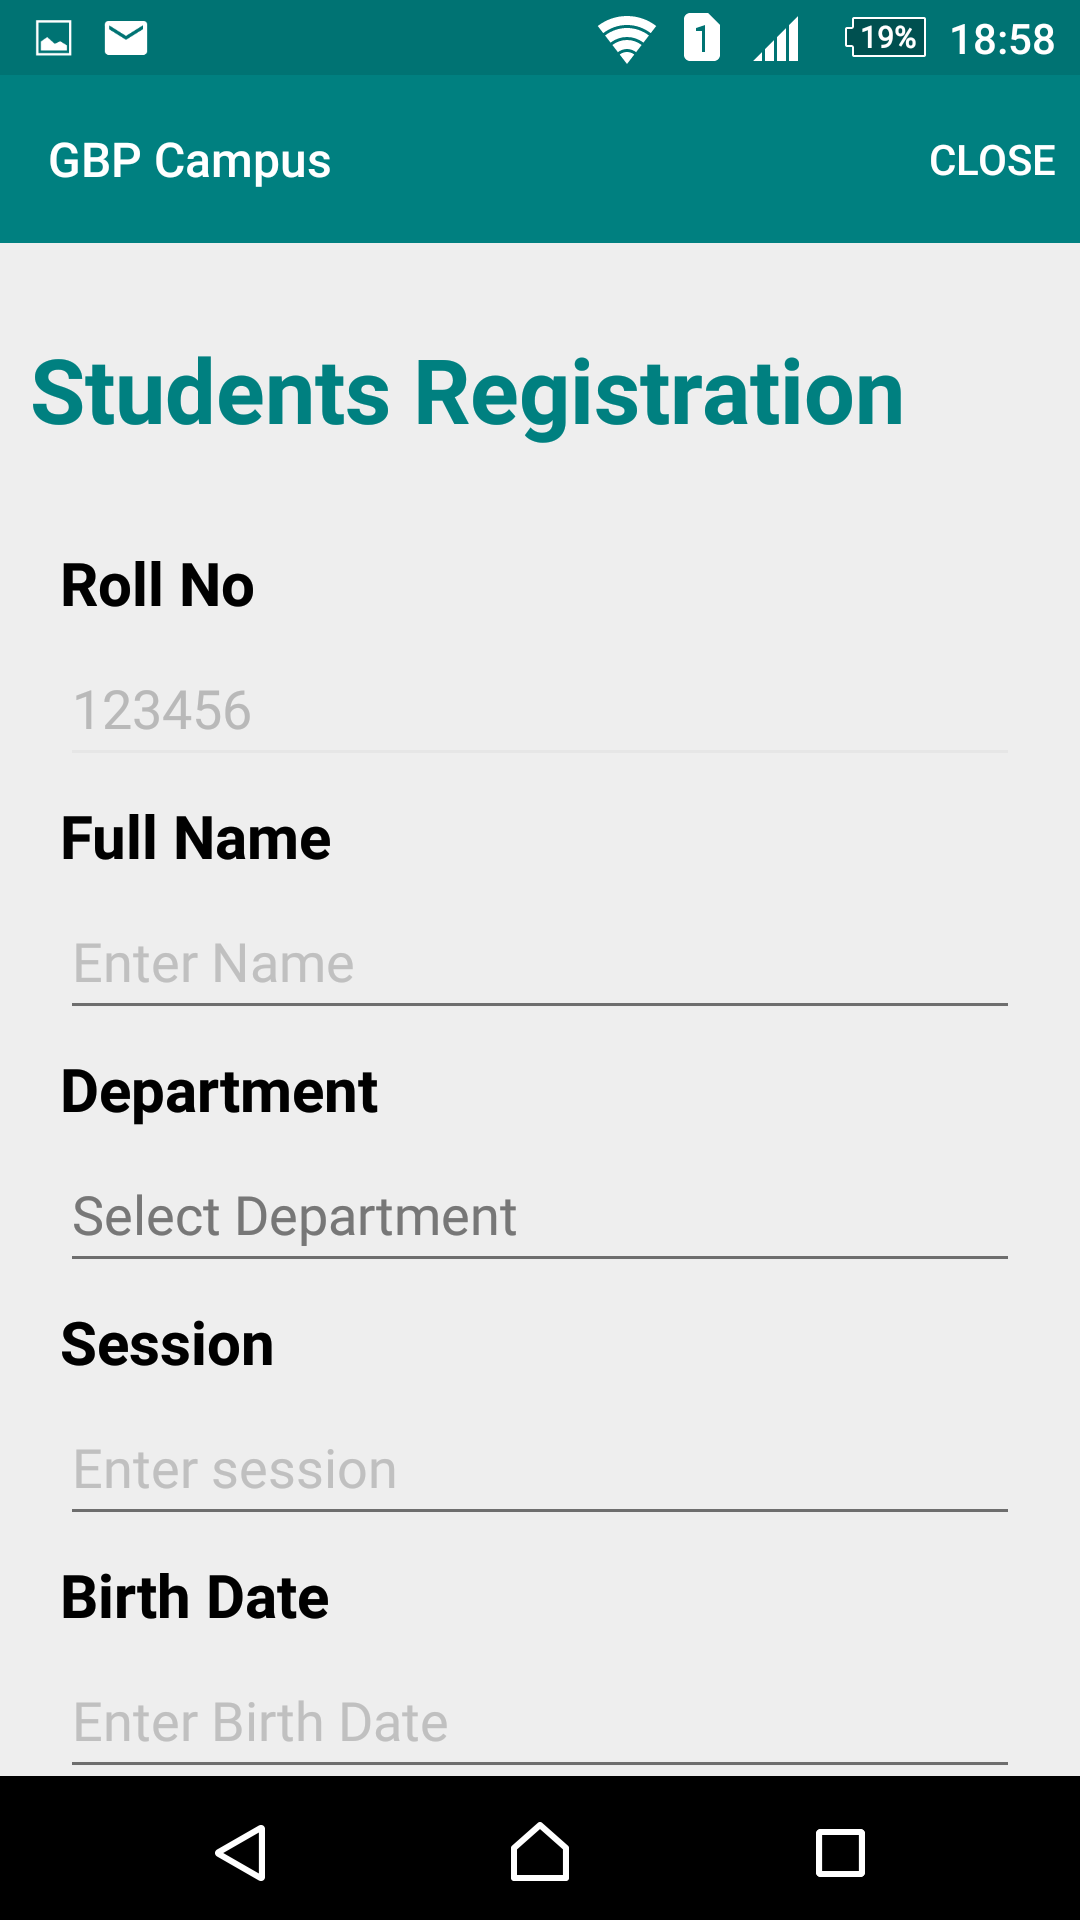 1 19% 18:58
GBP Campus CLOSE
Students Registration
Roll No
123456
Full Name
Enter Name
Department
Select Department
Session
Enter session
Birth Date
Enter Birth Date